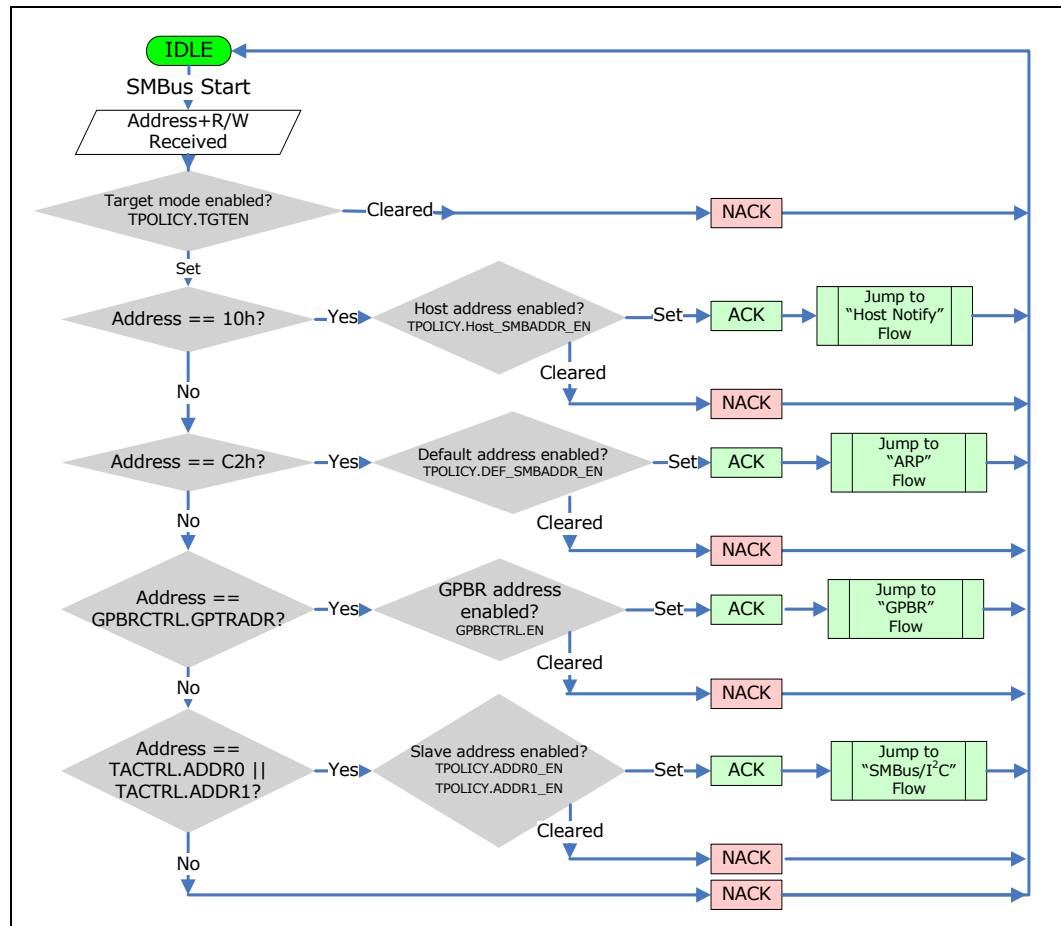 IDLE
SMBus Start
Address+R/W
Received
Target mode enabled?
TPOLICY.TGTEN
Cleared
NACK
Set
Address == 10h?
Yes
Host address enabled?
TPOLICY.Host_SMBADDR_EN
Set
ACK
Jump to
“Host Notify”
Flow
Cleared
NACK
No
Address == C2h?
Yes
Default address enabled?
TPOLICY.DEF_SMBADDR_EN
Set
ACK
Jump to
“ARP”
Flow
Cleared
NACK
No
Address ==
GPBRCTRL.GPTRADR?
Yes
GPBR address
enabled?
GPBRCTRL.EN
Set
ACK
Jump to
“GPBR”
Flow
Cleared
NACK
No
Address ==
TACTRL.ADDR0 ||
TACTRL.ADDR1?
Yes
Slave address enabled?
TPOLICY.ADDR0_EN
TPOLICY.ADDR1_EN
Set
ACK
Jump to
“SMBus/I²C”
Flow
Cleared
NACK
No
NACK